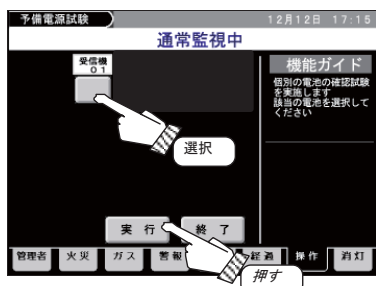 予備電源試験
12月12日 17:15
通常監視中
受信機
01
機能ガイド
個別の電池の確認試験
を実施します
該当の電池を選択して
ください
選択
実行
終了
管理者
火災
ガス
警報
経過
操作
消灯
押す